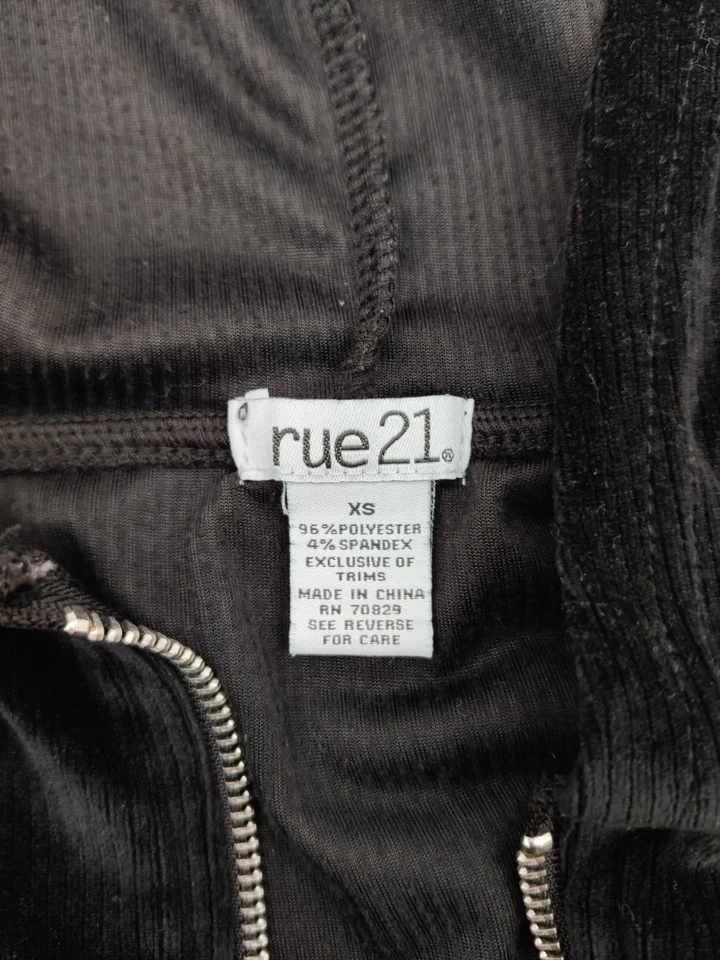 rue21®
XS
96%POLYESTER
4%SPANDEX
EXCLUSIVE OF
TRIMS
MADE IN CHINA
RN 70829
SEE REVERSE
FOR CARE